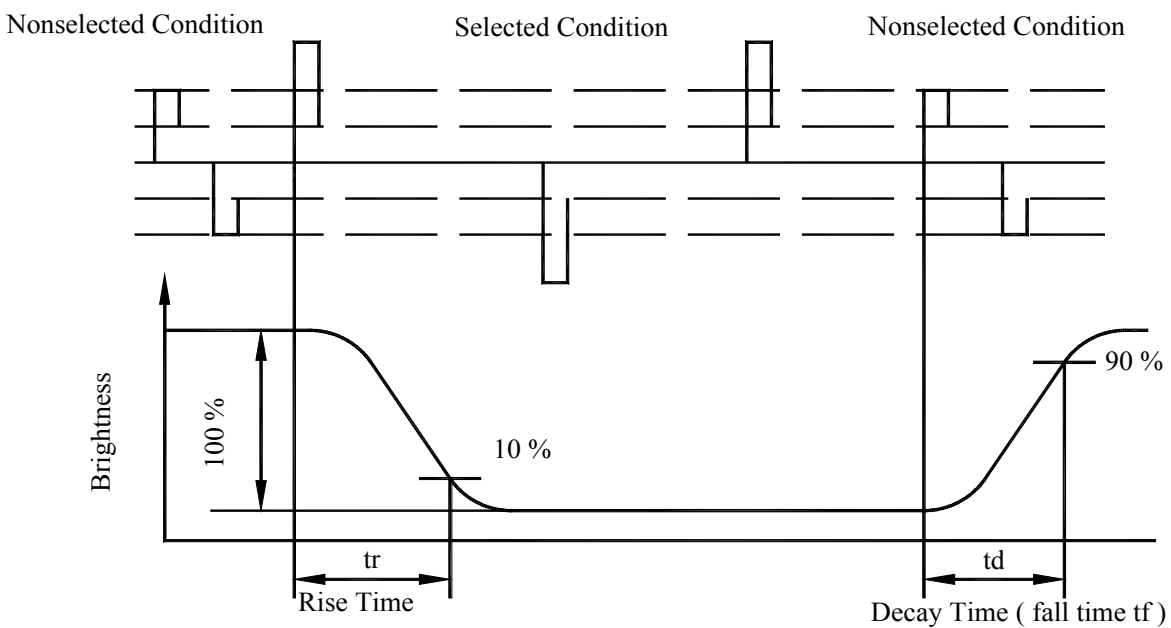 Nonselected Condition
Selected Condition
Nonselected Condition
Brightness
100 %
10 %
90 %
tr
Rise Time
td
Decay Time ( fall time tf )